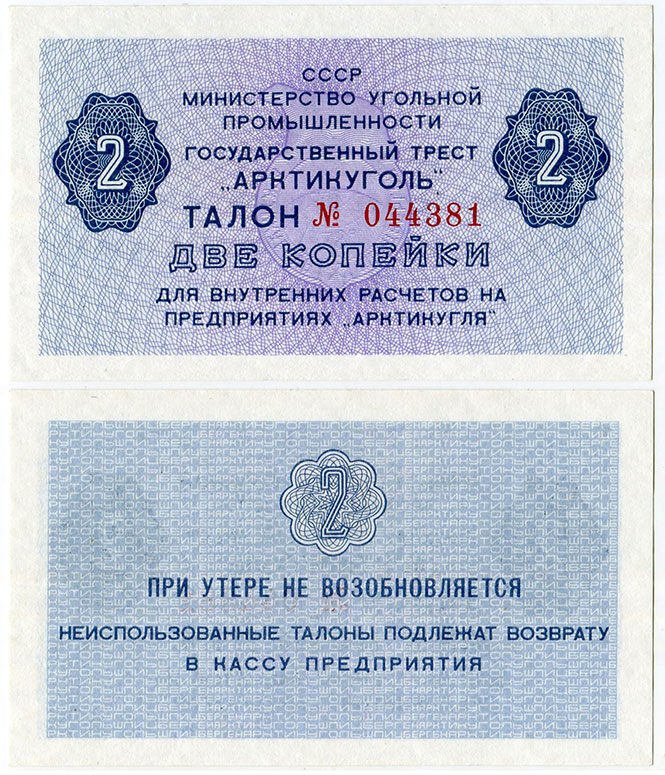 СССР
МИНИСТЕРСТВО УГОЛЬНОЙ
ПРОМЫШЛЕННОСТИ
ГОСУДАРСТВЕННЫЙ ТРЕСТ
„АРКТИКУГОЛЬ"
2
2
ТАЛОН № 044381
ДВЕ КОПЕЙКИ
ДЛЯ ВНУТРЕННИХ РАСЧЕТОВ НА
ПРЕДПРИЯТИЯХ „АРКТИКУГЛЯ"
2
ПРИ УТЕРЕ НЕ ВОЗОБНОВЛЯЕТСЯ
НЕИСПОЛЬЗОВАННЫЕ ТАЛОНЫ ПОДЛЕЖАТ ВОЗВРАТУ
В КАССУ ПРЕДПРИЯТИЯ